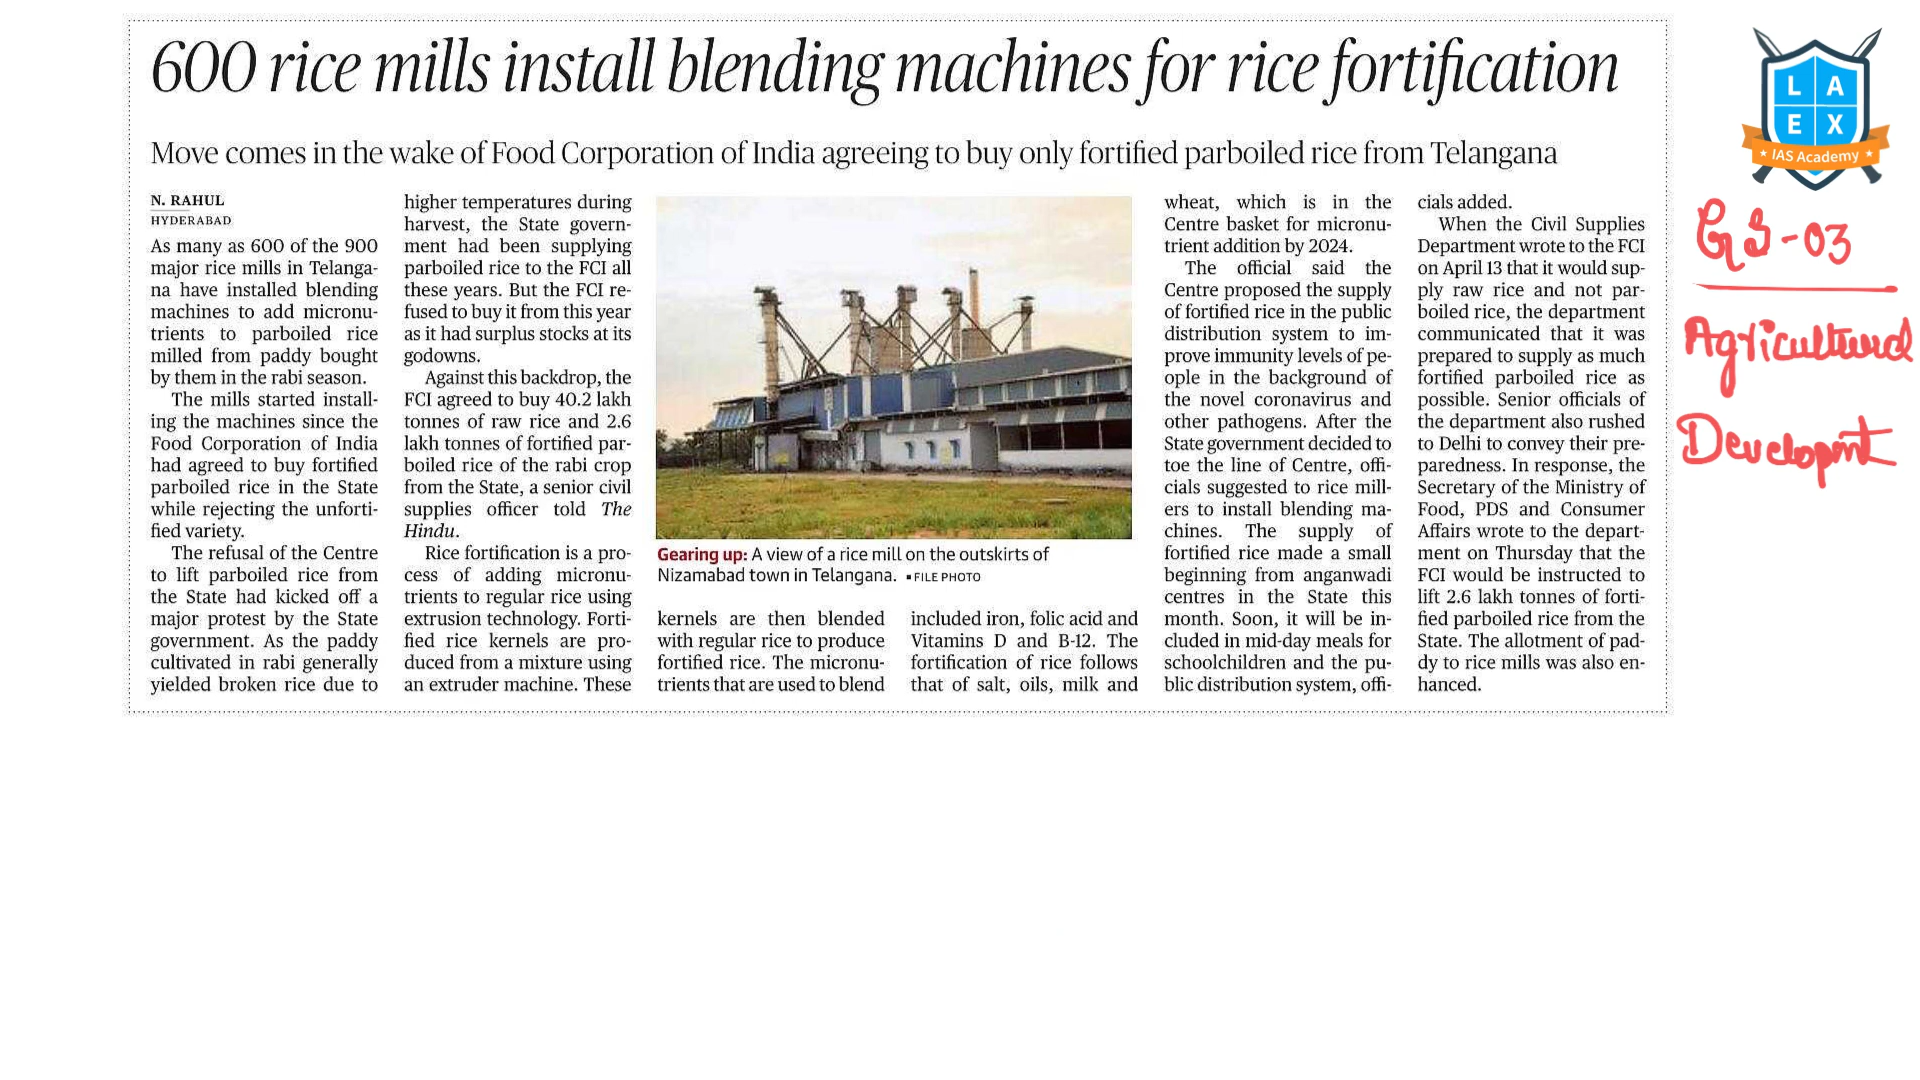 600 rice mills install blending machines for rice fortification
Move comes in the wake of Food Corporation of India agreeing to buy only fortified parboiled rice from Telangana
N. RAHUL
HYDERABAD
As many as 600 of the 900
major rice mills in Telanga-
na have installed blending
machines to add micronu-
trients to parboiled rice
milled from paddy bought
by them in the rabi season.
The mills started install-
ing the machines since the
Food Corporation of India
had agreed to buy fortified
parboiled rice in the State
while rejecting the unforti-
fied variety.
The refusal of the Centre
to lift parboiled rice from
the State had kicked off a
major protest by the State
government. As the paddy
cultivated in rabi generally
yielded broken rice due to
higher temperatures during
harvest, the State govern-
ment had been supplying
parboiled rice to the FCI all
these years. But the FCI re-
fused to buy it from this year
as it had surplus stocks at its
godowns.
Against this backdrop, the
FCI agreed to buy 40.2 lakh
tonnes of raw rice and 2.6
lakh tonnes of fortified par-
boiled rice of the rabi crop
from the State, a senior civil
supplies officer told The
Hindu.
Rice fortification is a pro-
cess of adding micronu-
trients to regular rice using
extrusion technology. Forti-
fied rice kernels are pro-
duced from a mixture using
an extruder machine. These
Gearing up: A view of a rice mill on the outskirts of
Nizamabad town in Telangana. ▪ FILE PHOTO
kernels are then blended
with regular rice to produce
fortified rice. The micronu-
trients that are used to blend
included iron, folic acid and
Vitamins D and B-12. The
fortification of rice follows
that of salt, oils, milk and
wheat, which is in the
Centre basket for micronu-
trient addition by 2024.
The official said the
Centre proposed the supply
of fortified rice in the public
distribution system to im-
prove immunity levels of pe-
ople in the background of
the novel coronavirus and
other pathogens. After the
State government decided to
toe the line of Centre, offi-
cials suggested to rice mill-
ers to install blending ma-
chines. The supply of
fortified rice made a small
beginning from anganwadi
centres in the State this
month. Soon, it will be in-
cluded in mid-day meals for
schoolchildren and the pu-
blic distribution system, offi-
cials added.
When the Civil Supplies
Department wrote to the FCI
on April 13 that it would sup-
ply raw rice and not par-
boiled rice, the department
communicated that it was
prepared to supply as much
fortified parboiled rice as
possible. Senior officials of
the department also rushed
to Delhi to convey their pre-
paredness. In response, the
Secretary of the Ministry of
Food, PDS and Consumer
Affairs wrote to the depart-
ment on Thursday that the
FCI would be instructed to
lift 2.6 lakh tonnes of forti-
fied parboiled rice from the
State. The allotment of pad-
dy to rice mills was also en-
hanced.
L A
E X
★ IAS Academy ★
GS-03
Agricultural
Developmt